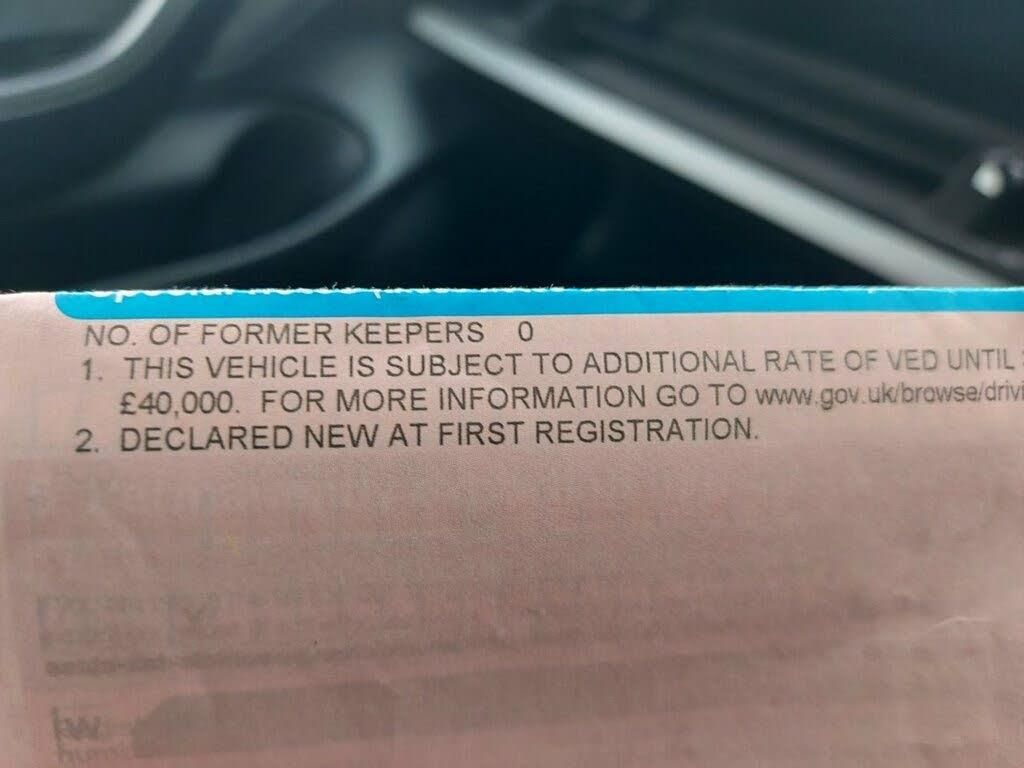 NO. OF FORMER KEEPERS 0
1. THIS VEHICLE IS SUBJECT TO ADDITIONAL RATE OF VED UNTIL
£40,000. FOR MORE INFORMATION GO TO www.gov.uk/browse/drivi
2. DECLARED NEW AT FIRST REGISTRATION.